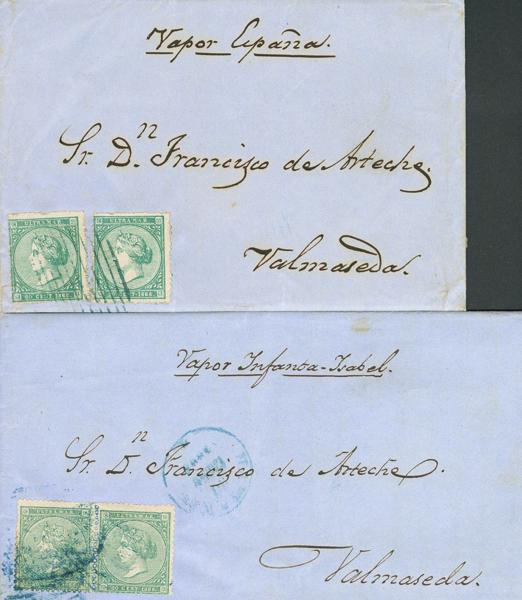 Vapor España.
Sr. Dn Francisco de Arteche,
ULTRAMAR
ULTRAMAR
Valmaseda.
Vapor Infanta-Isabel.
Sr. Dn. Francisco de Arteche.
ULTRAMAR
ULTRAMAR
Valmaseda.